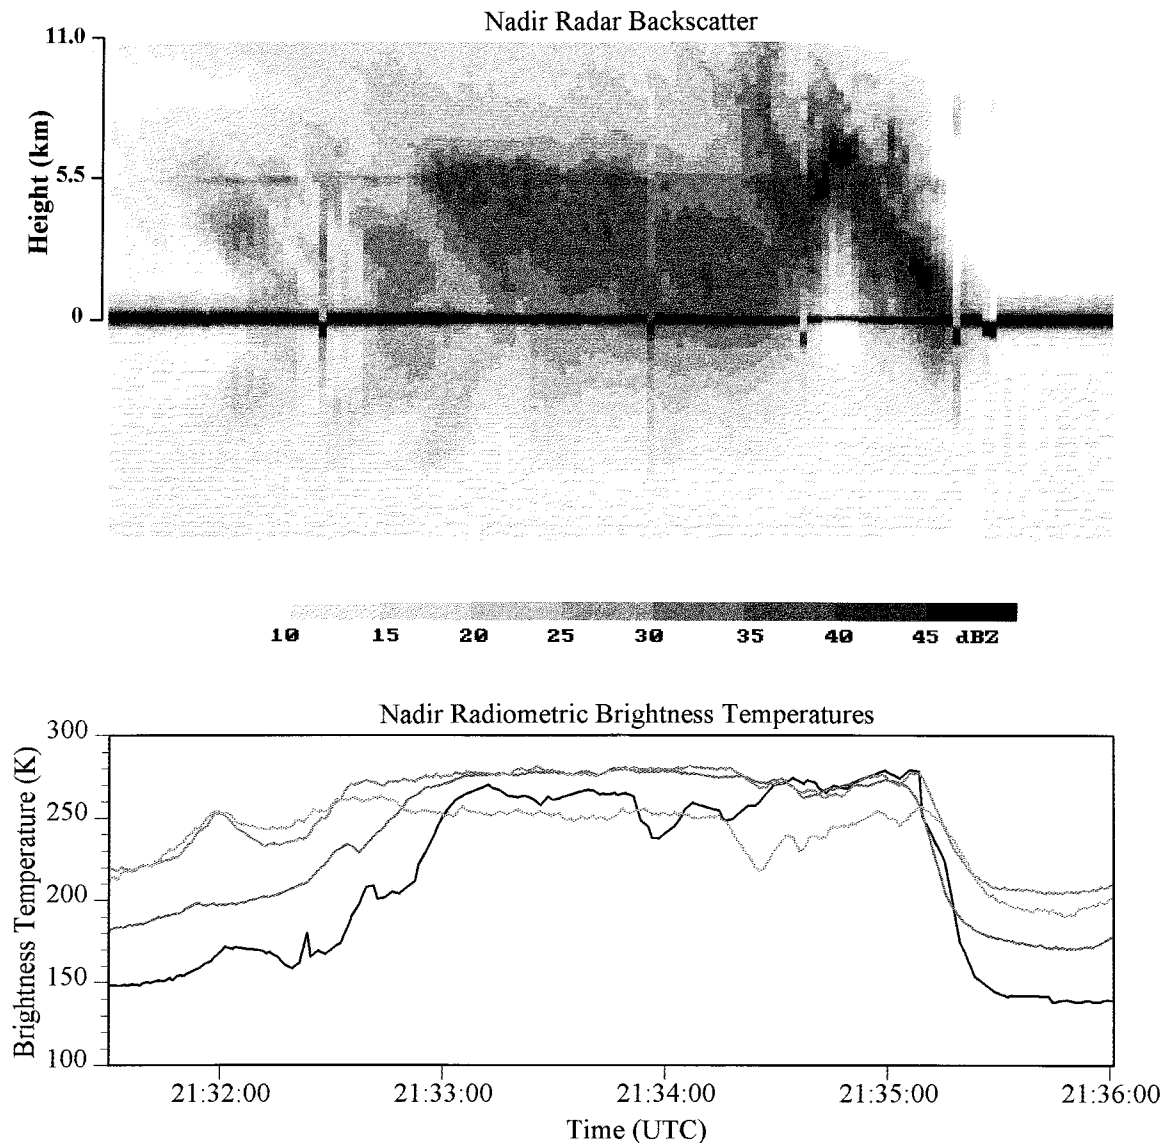 Nadir Radar Backscatter
11.0
5.5
0
Height (km)
10 15 20 25 30 35 40 45 dBZ
Nadir Radiometric Brightness Temperatures
300
250
200
150
100
Brightness Temperature (K)
21:32:00 21:33:00 21:34:00 21:35:00 21:36:00
Time (UTC)